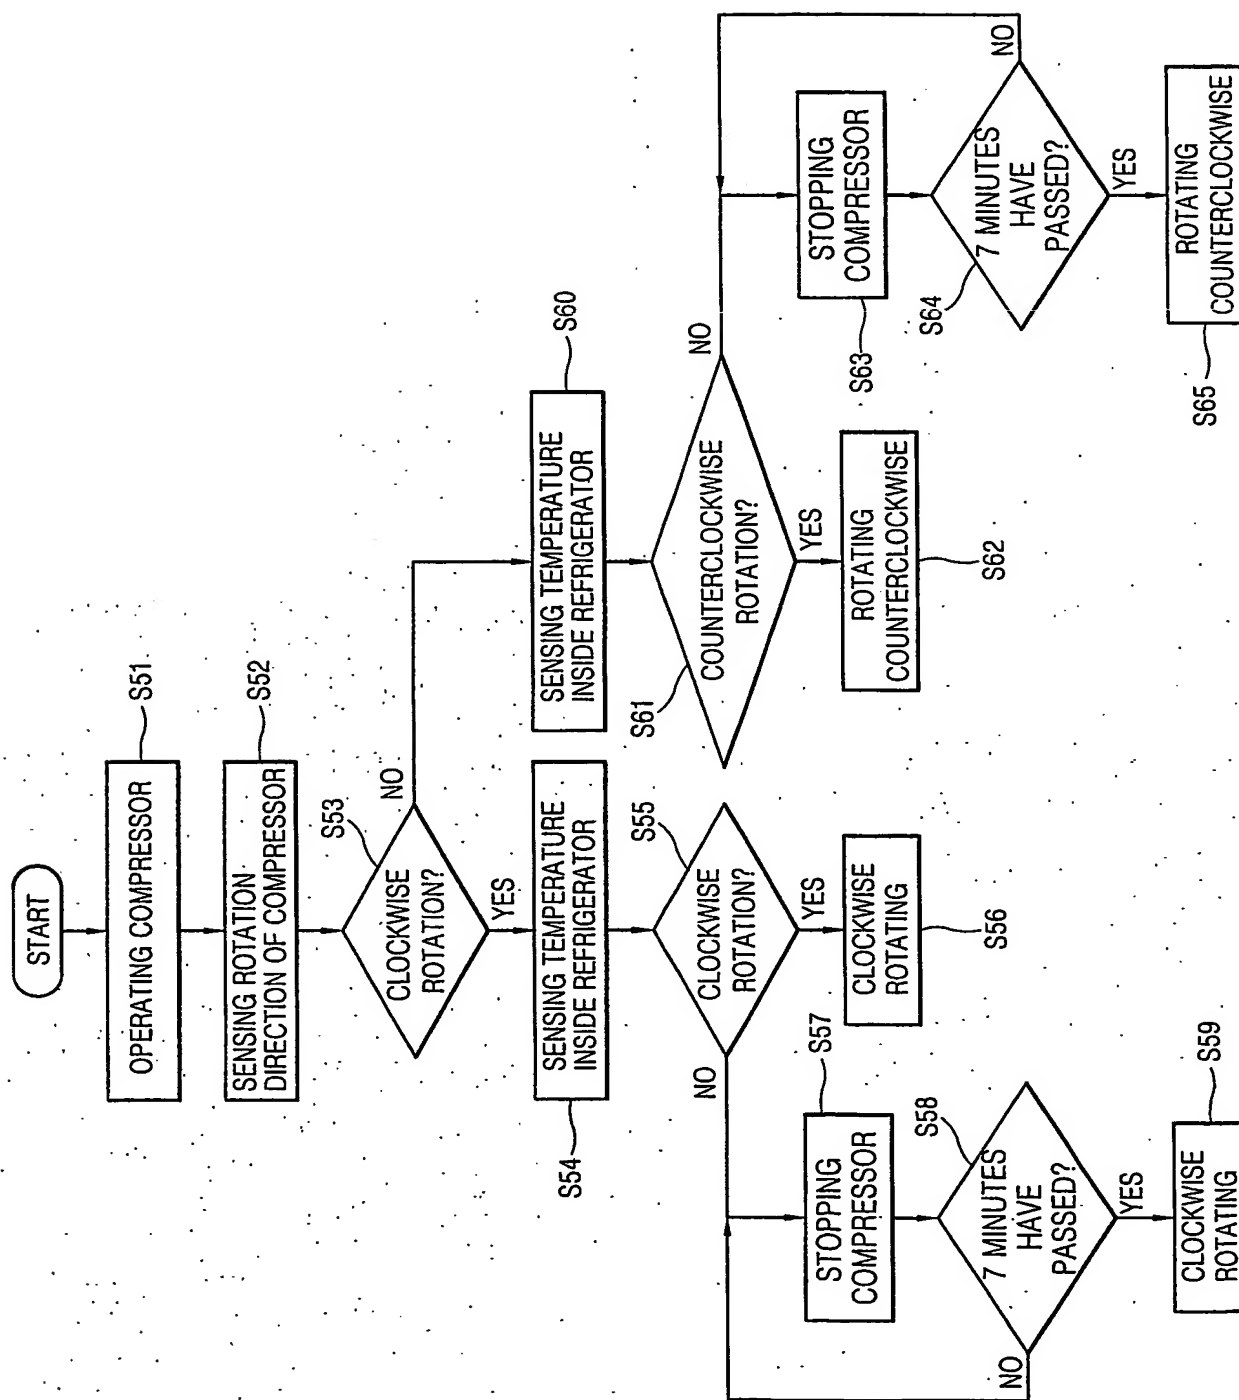 START
OPERATING COMPRESSOR
S51
SENSING ROTATION
DIRECTION OF COMPRESSOR
S52
CLOCKWISE
ROTATION?
S53
NO
YES
SENSING TEMPERATURE
INSIDE REFRIGERATOR
S54
CLOCKWISE
ROTATION?
S55
YES
NO
CLOCKWISE
ROTATING
S56
STOPPING
COMPRESSOR
S57
7 MINUTES
HAVE
PASSED?
S58
NO
YES
CLOCKWISE
ROTATING
S59
SENSING TEMPERATURE
INSIDE REFRIGERATOR
S60
COUNTERCLOCKWISE
ROTATION?
S61
NO
YES
ROTATING
COUNTERCLOCKWISE
S62
STOPPING
COMPRESSOR
S63
7 MINUTES
HAVE
PASSED?
S64
NO
YES
ROTATING
COUNTERCLOCKWISE
S65